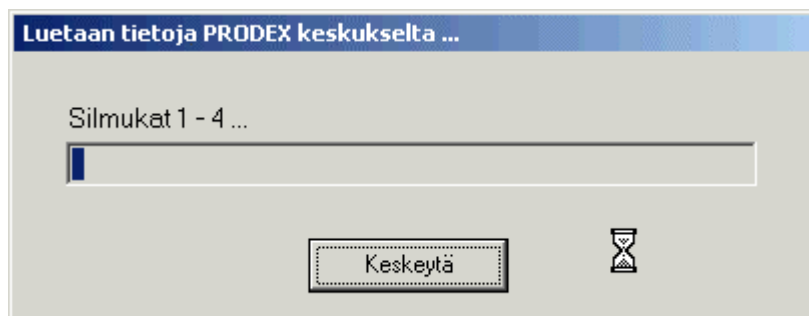 Luetaan tietoja PRODEX keskukselta ...
Silmukat 1 - 4 ...
Keskeytä